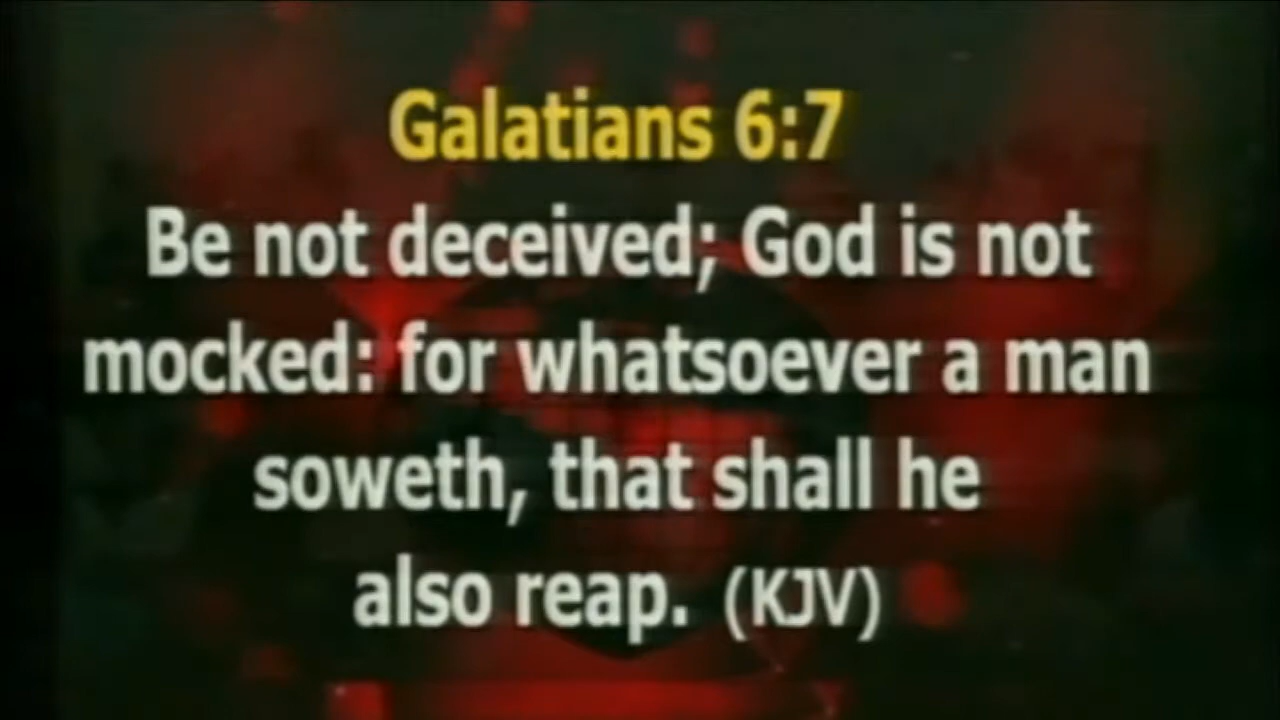 Galatians 6:7
Be not deceived; God is not
mocked: for whatsoever a man
soweth, that shall he
also reap. (KJV)